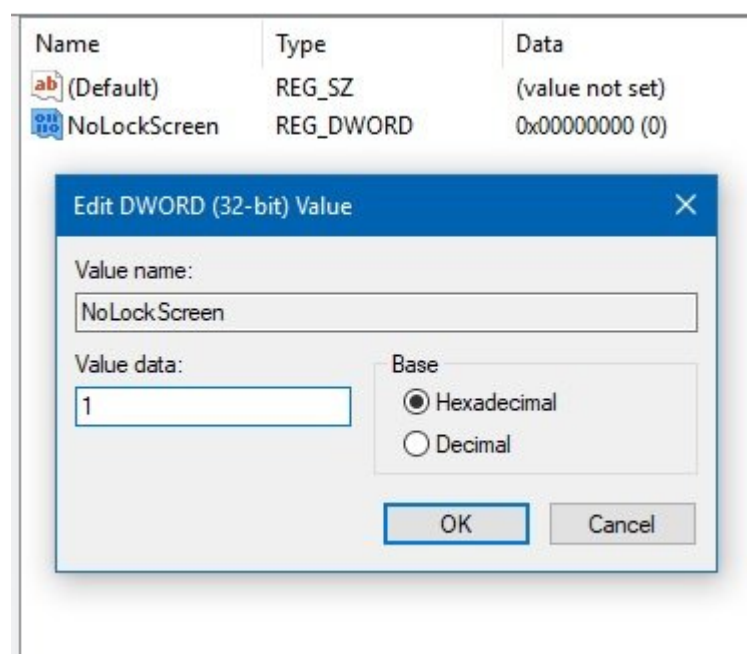 Name Type Data
(Default) REG_SZ (value not set)
NoLockScreen REG_DWORD 0x00000000 (0)
Edit DWORD (32-bit) Value
Value name:
NoLockScreen
Value data: Base
1 Hexadecimal
Decimal
OK Cancel